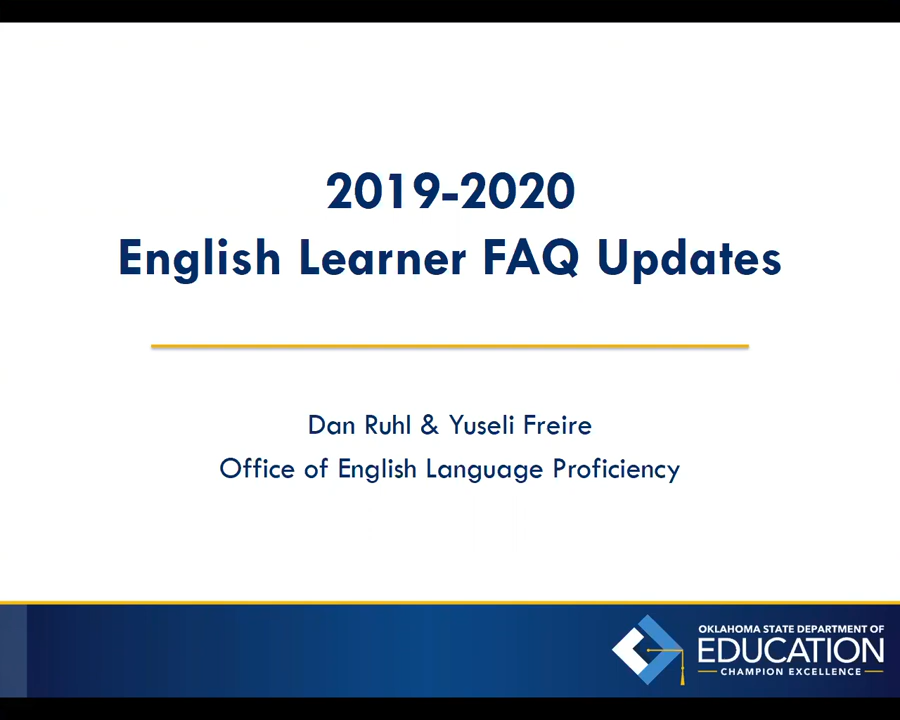 2019-2020
English Learner FAQ Updates
Dan Ruhl & Yuseli Freire
Office of English Language Proficiency
OKLAHOMA STATE DEPARTMENT OF
EDUCATION
CHAMPION EXCELLENCE